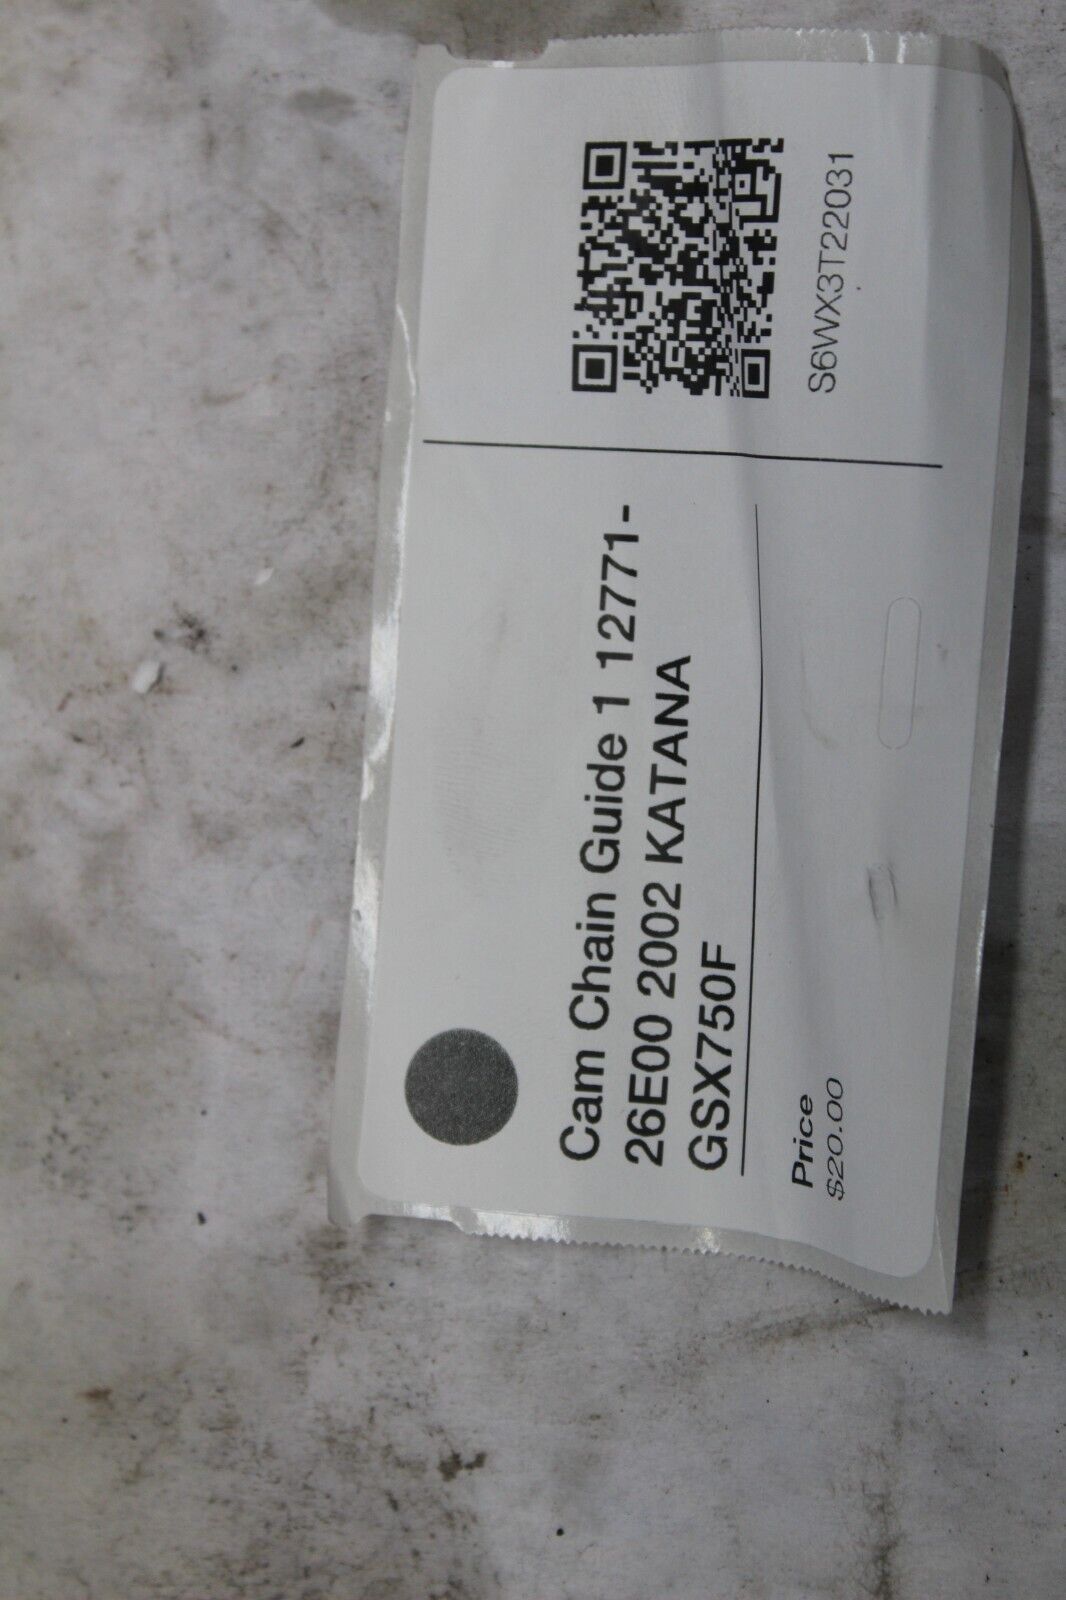 Cam Chain Guide 1 12771-
26E00 2002 KATANA
GSX750F
Price
$20.00
S6WX3T22031